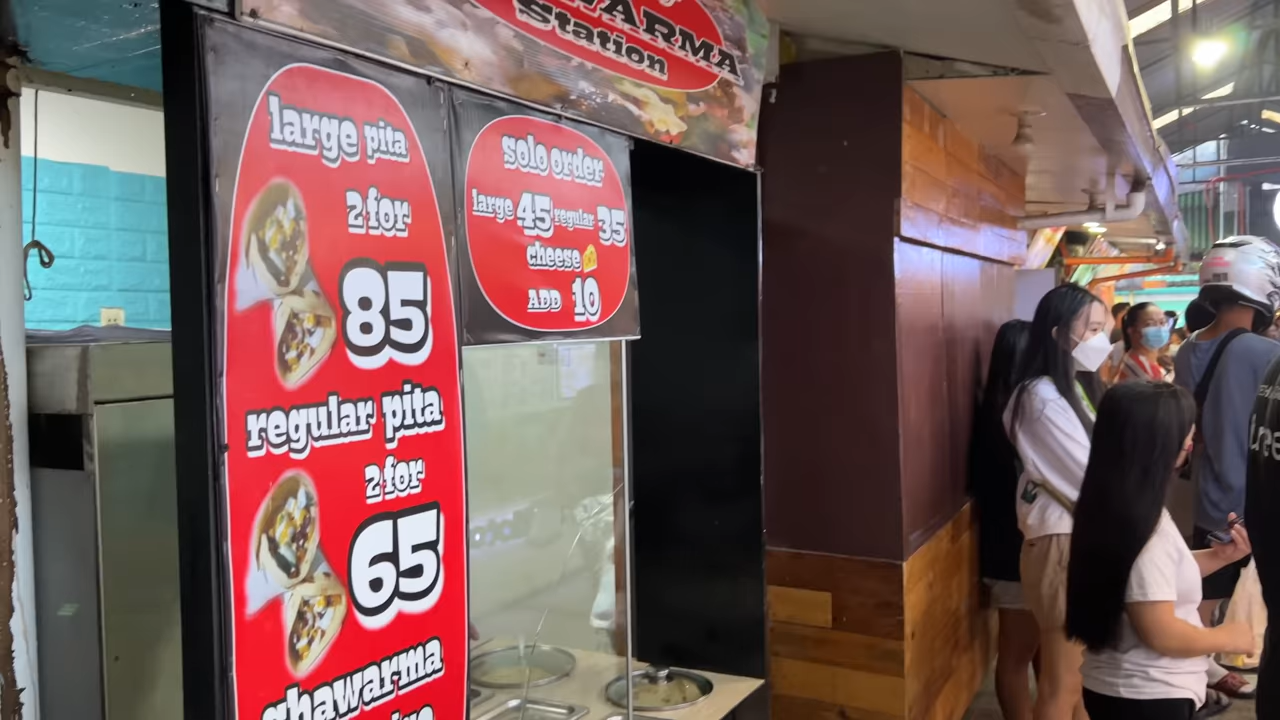 Station
large pita
2 for
85
regular pita
2 for
65
shawarma
solo order
large 45 regular 35
cheese
ADD 10